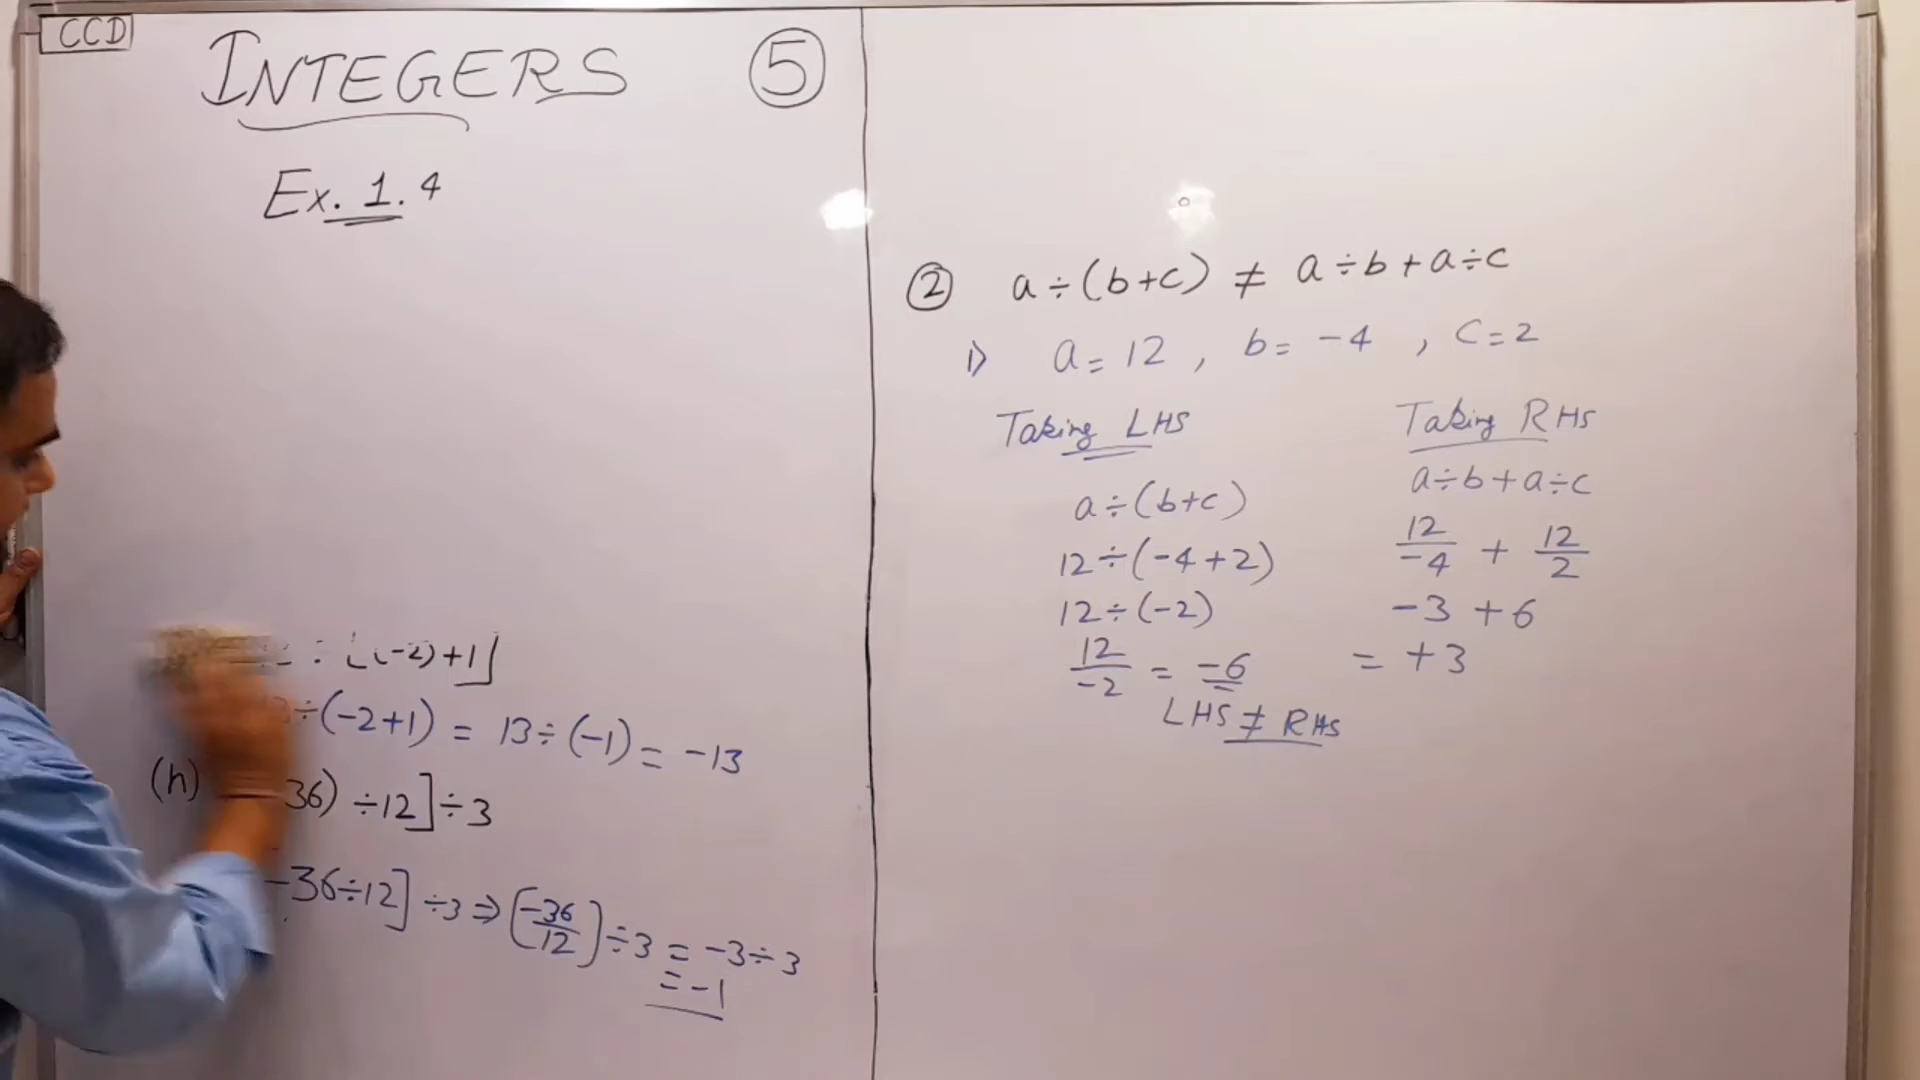 CCD
INTEGERS 5
Ex. 1.4
÷ [(-2)+1]
÷(-2+1) = 13÷(-1) = -13
(h) 36) ÷12]÷3
-36÷12] ÷3 ⇒ (-36/12) ÷3 = -3÷3
= -1
② a÷(b+c) ≠ a÷b+a÷c
1) a = 12 , b = -4 , c = 2
Taking LHS
a÷(b+c)
12÷(-4+2)
12÷(-2)
12/-2 = -6
Taking RHS
a÷b+a÷c
12/-4 + 12/2
-3 + 6
= +3
LHS ≠ RHS